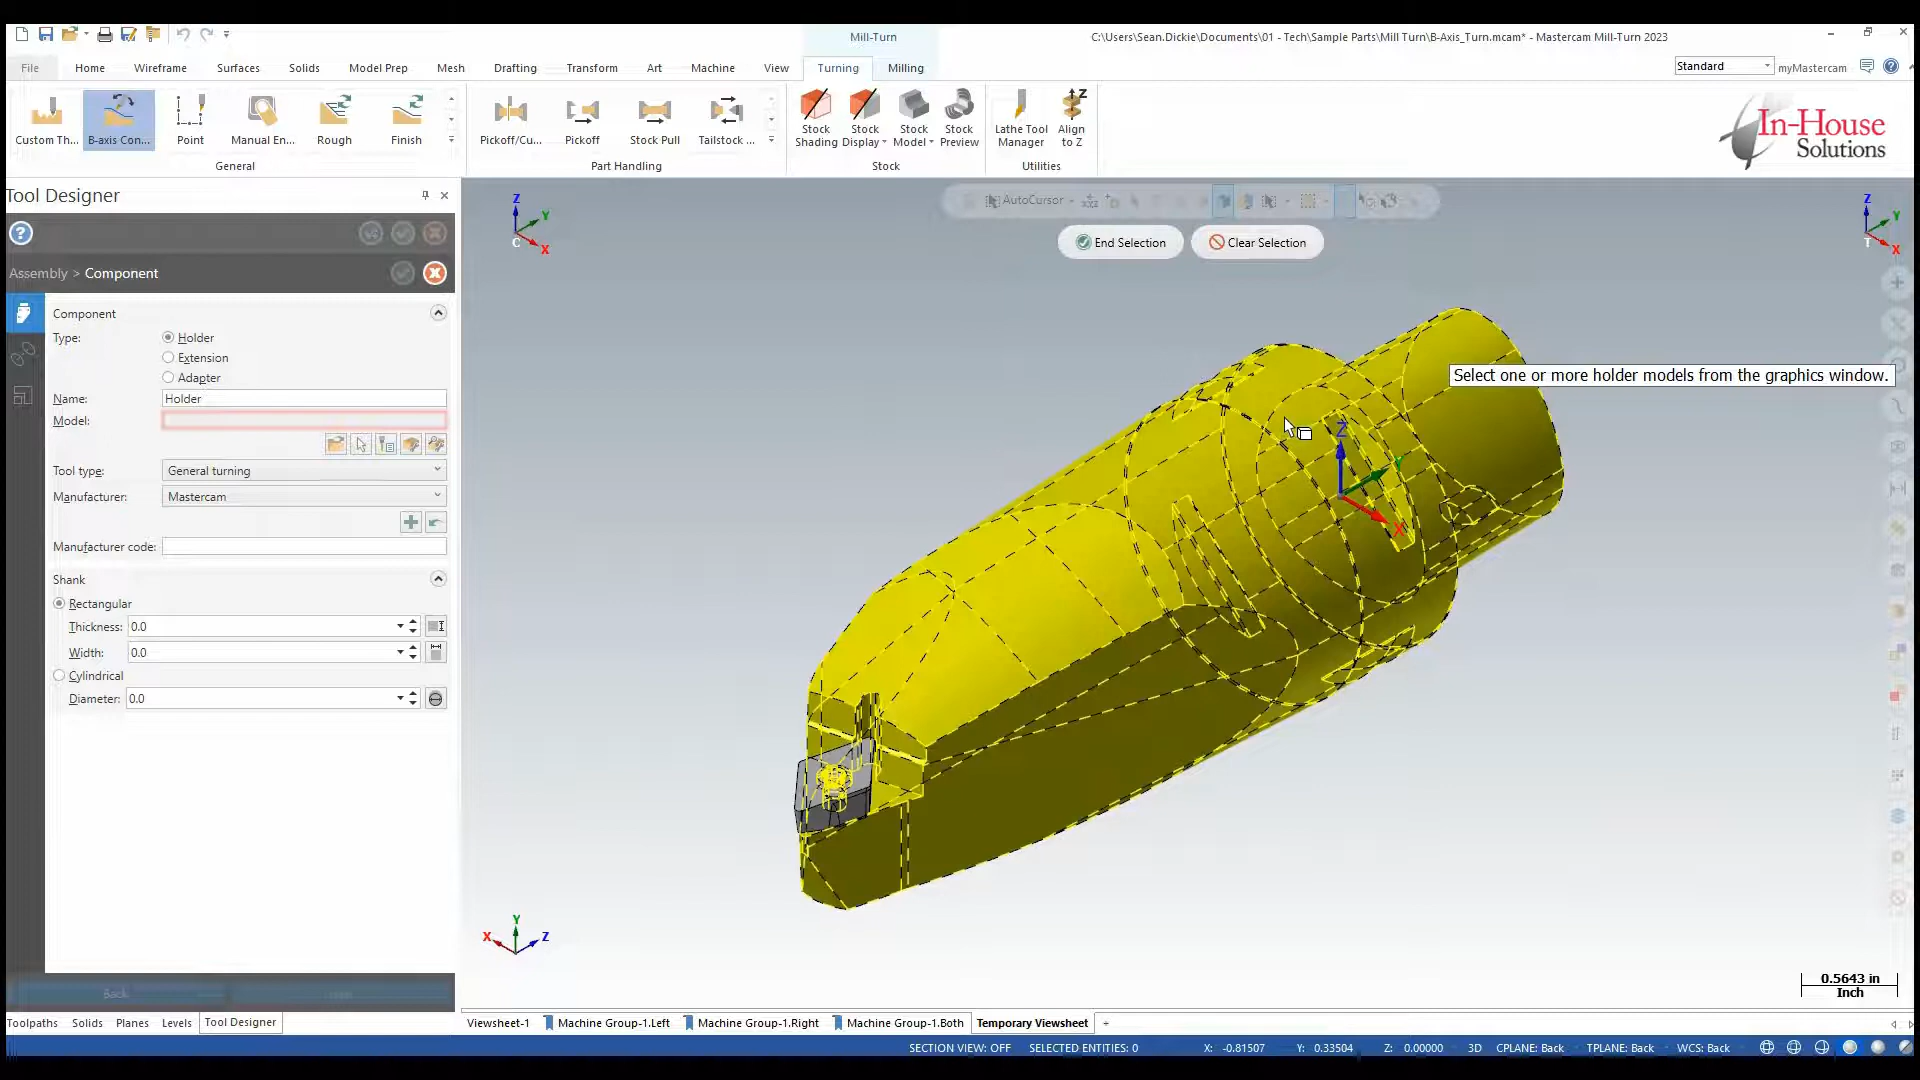 Mill-Turn
C:\Users\Sean.Dickie\Documents\01 - Tech\Sample Parts\Mill Turn\B-Axis_Turn.mcam* - Mastercam Mill-Turn 2023
File Home Wireframe Surfaces Solids Model Prep Mesh Drafting Transform Art Machine View Turning Milling
Standard
myMastercam
Custom Th... B-axis Con... Point Manual En... Rough Finish
Pickoff/Cu... Pickoff Stock Pull Tailstock ...
Stock Shading
Stock Display
Stock Model
Stock Preview
Lathe Tool Manager
Align to Z
General
Part Handling
Stock
Utilities
In-House
Solutions
Tool Designer
Assembly > Component
Component
Type:
Holder
Extension
Adapter
Name: Holder
Model:
Tool type: General turning
Manufacturer: Mastercam
Manufacturer code:
Shank
Rectangular
Thickness: 0.0
Width: 0.0
Cylindrical
Diameter: 0.0
Back
AutoCursor
End Selection
Clear Selection
Z
Y
C
X
Z
Y
T
X
Select one or more holder models from the graphics window.
Z
Y
X
Y
X
Z
0.5643 in
Inch
Toolpaths Solids Planes Levels Tool Designer
Viewsheet-1 Machine Group-1.Left Machine Group-1.Right Machine Group-1.Both Temporary Viewsheet +
SECTION VIEW: OFF SELECTED ENTITIES: 0 X: -0.81507 Y: 0.33504 Z: 0.00000 3D CPLANE: Back TPLANE: Back WCS: Back